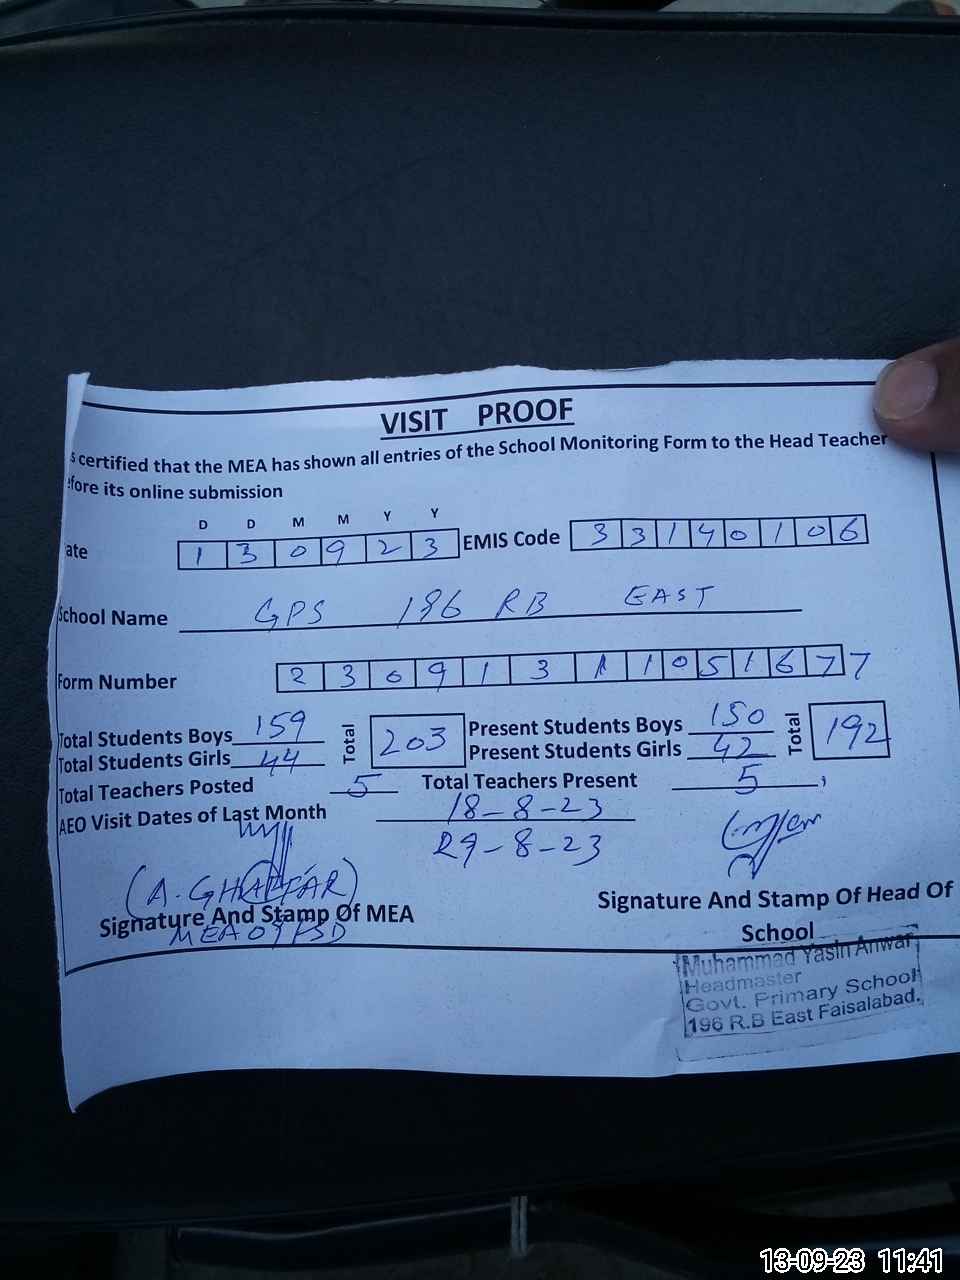 VISIT PROOF
s certified that the MEA has shown all entries of the School Monitoring Form to the Head Teacher
efore its online submission
D D M M Y Y
ate 1 3 0 9 2 3 EMIS Code 3 3 1 4 0 1 0 6
School Name GPS 196 RB EAST
Form Number 2 3 0 9 1 3 1 1 0 5 1 6 7 7
Total Students Boys 159 Total 203 Present Students Boys 150 Total 192
Total Students Girls 44 Present Students Girls 42
Total Teachers Posted 5 Total Teachers Present 5
AEO Visit Dates of Last Month 18-8-23
29-8-23
(A. GHAFFAR)
Signature And Stamp Of MEA
MEA
Signature And Stamp Of Head Of
School
Muhammad Yasin Anwar
Headmaster
Govt. Primary School
196 R.B East Faisalabad.
13-09-23 11:41